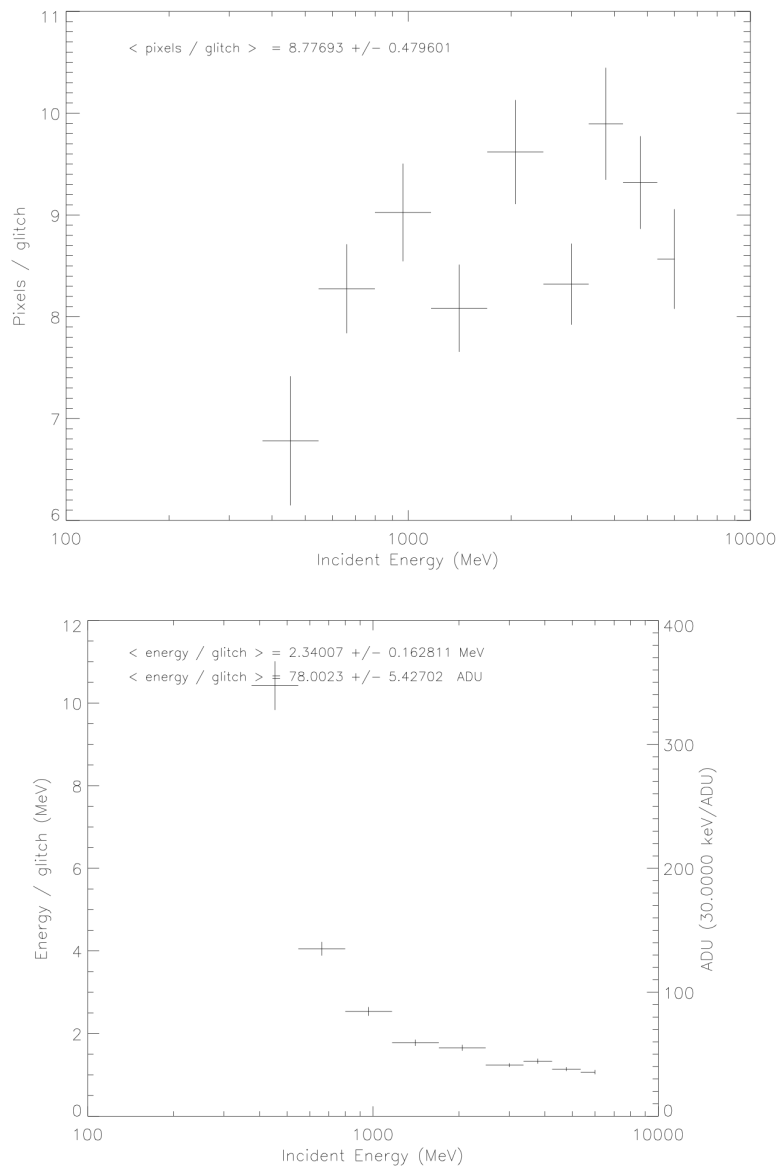 11
< pixels / glitch > = 8.77693 +/- 0.479601
10
9
8
7
6
Pixels / glitch
100 1000 10000
Incident Energy (MeV)
12 400
< energy / glitch > = 2.34007 +/- 0.162811 MeV
< energy / glitch > = 78.0023 +/- 5.42702 ADU
10
300
8
6 200
4
100
2
0 0
Energy / glitch (MeV)
ADU (30.0000 keV/ADU)
100 1000 10000
Incident Energy (MeV)